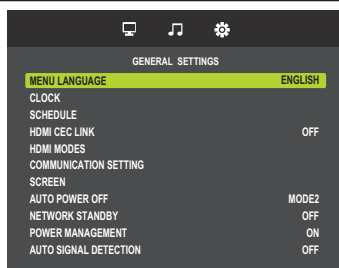 GENERAL SETTINGS
MENU LANGUAGE ENGLISH
CLOCK
SCHEDULE
HDMI CEC LINK OFF
HDMI MODES
COMMUNICATION SETTING
SCREEN
AUTO POWER OFF MODE2
NETWORK STANDBY OFF
POWER MANAGEMENT ON
AUTO SIGNAL DETECTION OFF